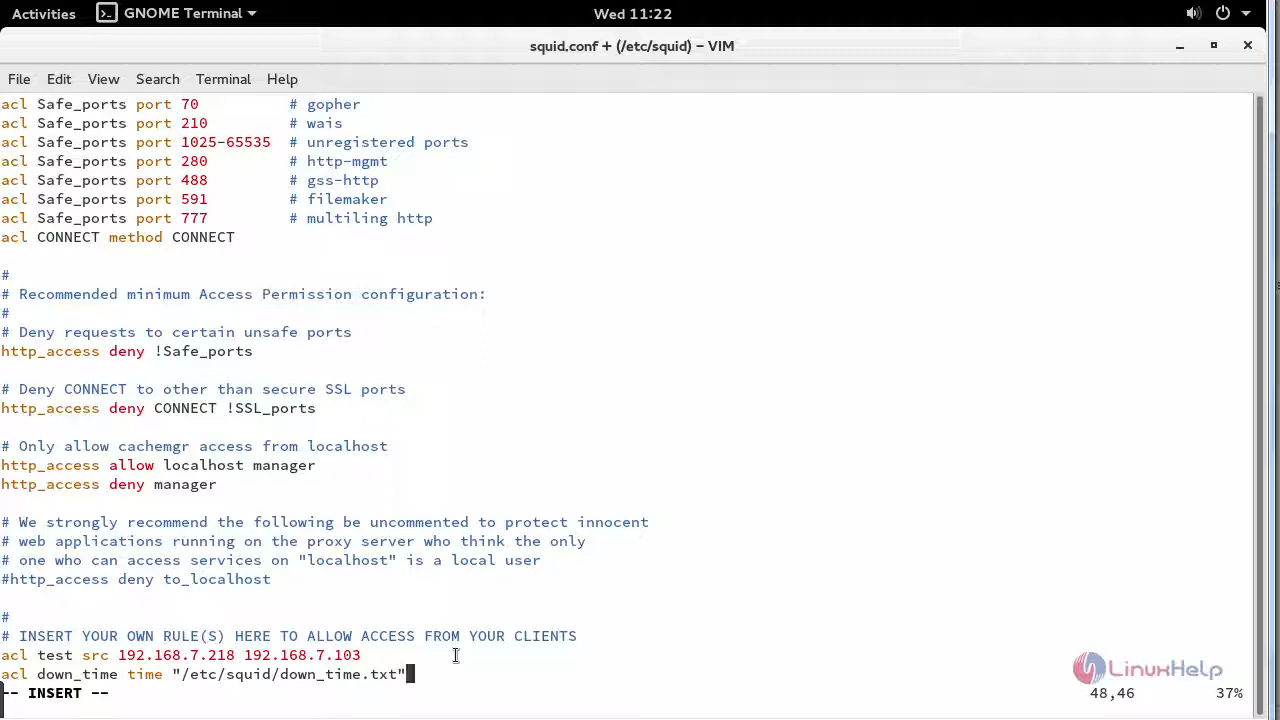 Activities GNOME Terminal Wed 11:22
squid.conf + (/etc/squid) – VIM
File Edit View Search Terminal Help
acl Safe_ports port 70 # gopher
acl Safe_ports port 210 # wais
acl Safe_ports port 1025-65535 # unregistered ports
acl Safe_ports port 280 # http-mgmt
acl Safe_ports port 488 # gss-http
acl Safe_ports port 591 # filemaker
acl Safe_ports port 777 # multiling http
acl CONNECT method CONNECT
#
# Recommended minimum Access Permission configuration:
#
# Deny requests to certain unsafe ports
http_access deny !Safe_ports
# Deny CONNECT to other than secure SSL ports
http_access deny CONNECT !SSL_ports
# Only allow cachemgr access from localhost
http_access allow localhost manager
http_access deny manager
# We strongly recommend the following be uncommented to protect innocent
# web applications running on the proxy server who think the only
# one who can access services on "localhost" is a local user
#http_access deny to_localhost
#
# INSERT YOUR OWN RULE(S) HERE TO ALLOW ACCESS FROM YOUR CLIENTS
acl test src 192.168.7.218 192.168.7.103
acl down_time time "/etc/squid/down_time.txt"
-- INSERT -- 48,46 37%
LinuxHelp